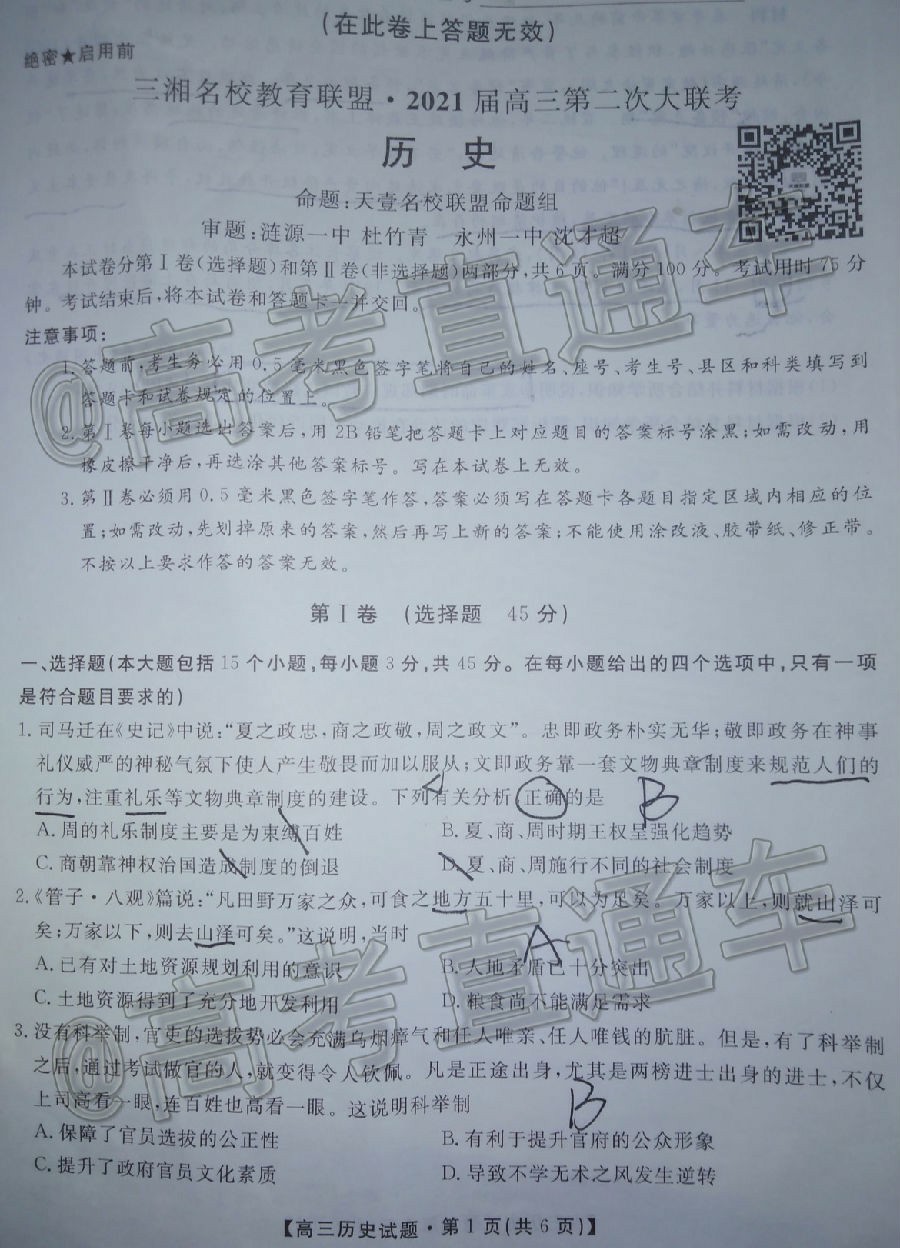 (在此卷上答题无效)
绝密★启用前
三湘名校教育联盟·2021届高三第二次大联考
历 史
命题:天壹名校联盟命题组
审题:涟源一中 杜竹青 永州一中 沈才超
本试卷分第Ⅰ卷(选择题)和第Ⅱ卷(非选择题)两部分,共6页。满分100分。考试用时75分
钟。考试结束后,将本试卷和答题卡一并交回。
注意事项:
1.答题前,考生务必用0.5毫米黑色签字笔将自己的姓名、座号、考生号、县区和科类填写到
答题卡和试卷规定的位置上。
2.第Ⅰ卷每小题选出答案后,用2B铅笔把答题卡上对应题目的答案标号涂黑;如需改动,用
橡皮擦干净后,再选涂其他答案标号。写在本试卷上无效。
3.第Ⅱ卷必须用0.5毫米黑色签字笔作答,答案必须写在答题卡各题目指定区域内相应的位
置;如需改动,先划掉原来的答案,然后再写上新的答案;不能使用涂改液、胶带纸、修正带。
不按以上要求作答的答案无效。
第Ⅰ卷 (选择题 45分)
一、选择题(本大题包括15个小题,每小题3分,共45分。在每小题给出的四个选项中,只有一项
是符合题目要求的)
1.司马迁在《史记》中说:“夏之政忠,商之政敬,周之政文”。忠即政务朴实无华;敬即政务在神事
礼仪威严的神秘气氛下使人产生敬畏而加以服从;文即政务靠一套文物典章制度来规范人们的
行为,注重礼乐等文物典章制度的建设。下列有关分析正确的是 B
A.周的礼乐制度主要是为束缚百姓 B.夏、商、周时期王权呈强化趋势
C.商朝靠神权治国造成制度的倒退 D.夏、商、周施行不同的社会制度
2.《管子·八观》篇说:“凡田野万家之众,可食之地方五十里,可以为足矣。万家以上,则就山泽可
矣;万家以下,则去山泽可矣。”这说明,当时 A
A.已有对土地资源规划利用的意识 B.人地矛盾已十分突出
C.土地资源得到了充分地开发利用 D.粮食尚不能满足需求
3.没有科举制,官吏的选拔势必会充满乌烟瘴气和任人唯亲、任人唯钱的肮脏。但是,有了科举制
之后,通过考试做官的人,就变得令人钦佩。凡是正途出身,尤其是两榜进士出身的进士,不仅
上司高看一眼,连百姓也高看一眼。这说明科举制 B
A.保障了官员选拔的公正性 B.有利于提升官府的公众形象
C.提升了政府官员文化素质 D.导致不学无术之风发生逆转
【高三历史试题·第1页(共6页)】
@高考直通车
@高考直通车
@高考直通车